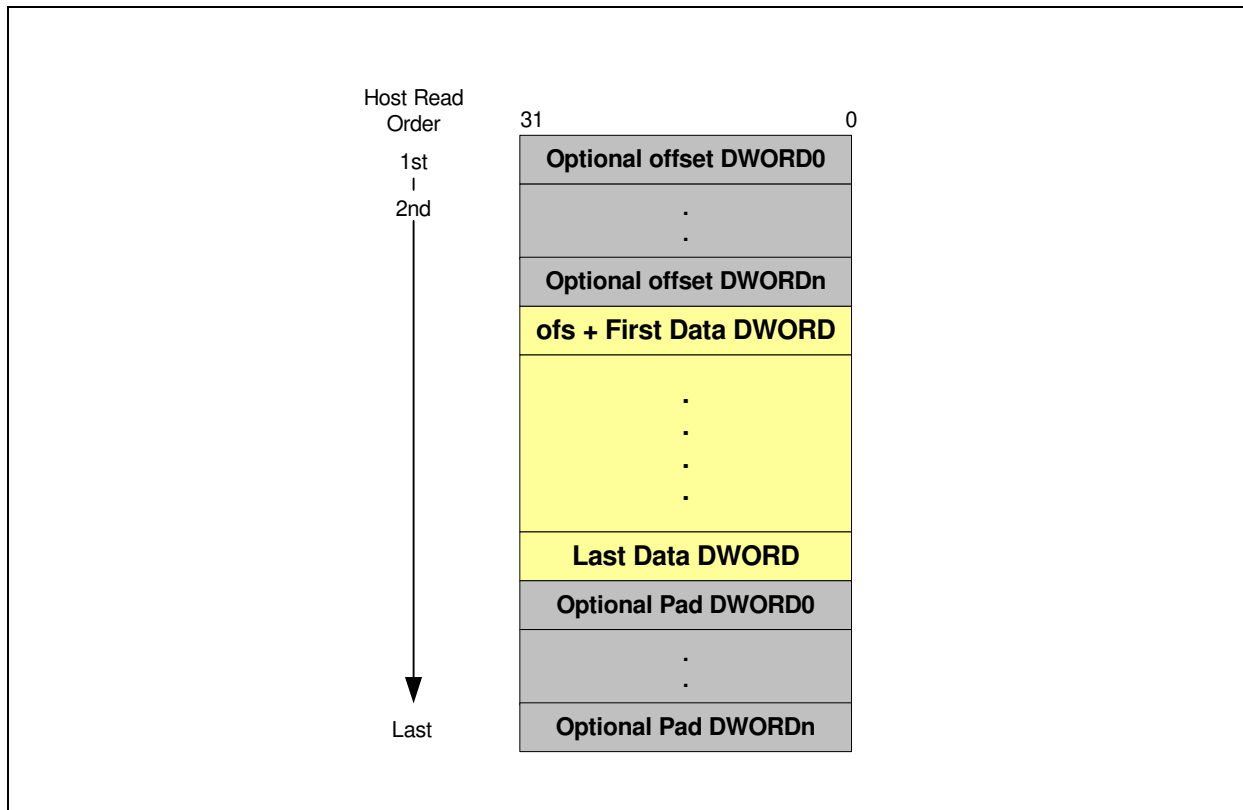 Host Read
Order
31
0
1st
2nd
Optional offset DWORD0
.
.
Optional offset DWORDn
ofs + First Data DWORD
.
.
.
.
Last Data DWORD
Optional Pad DWORD0
.
.
Optional Pad DWORDn
Last